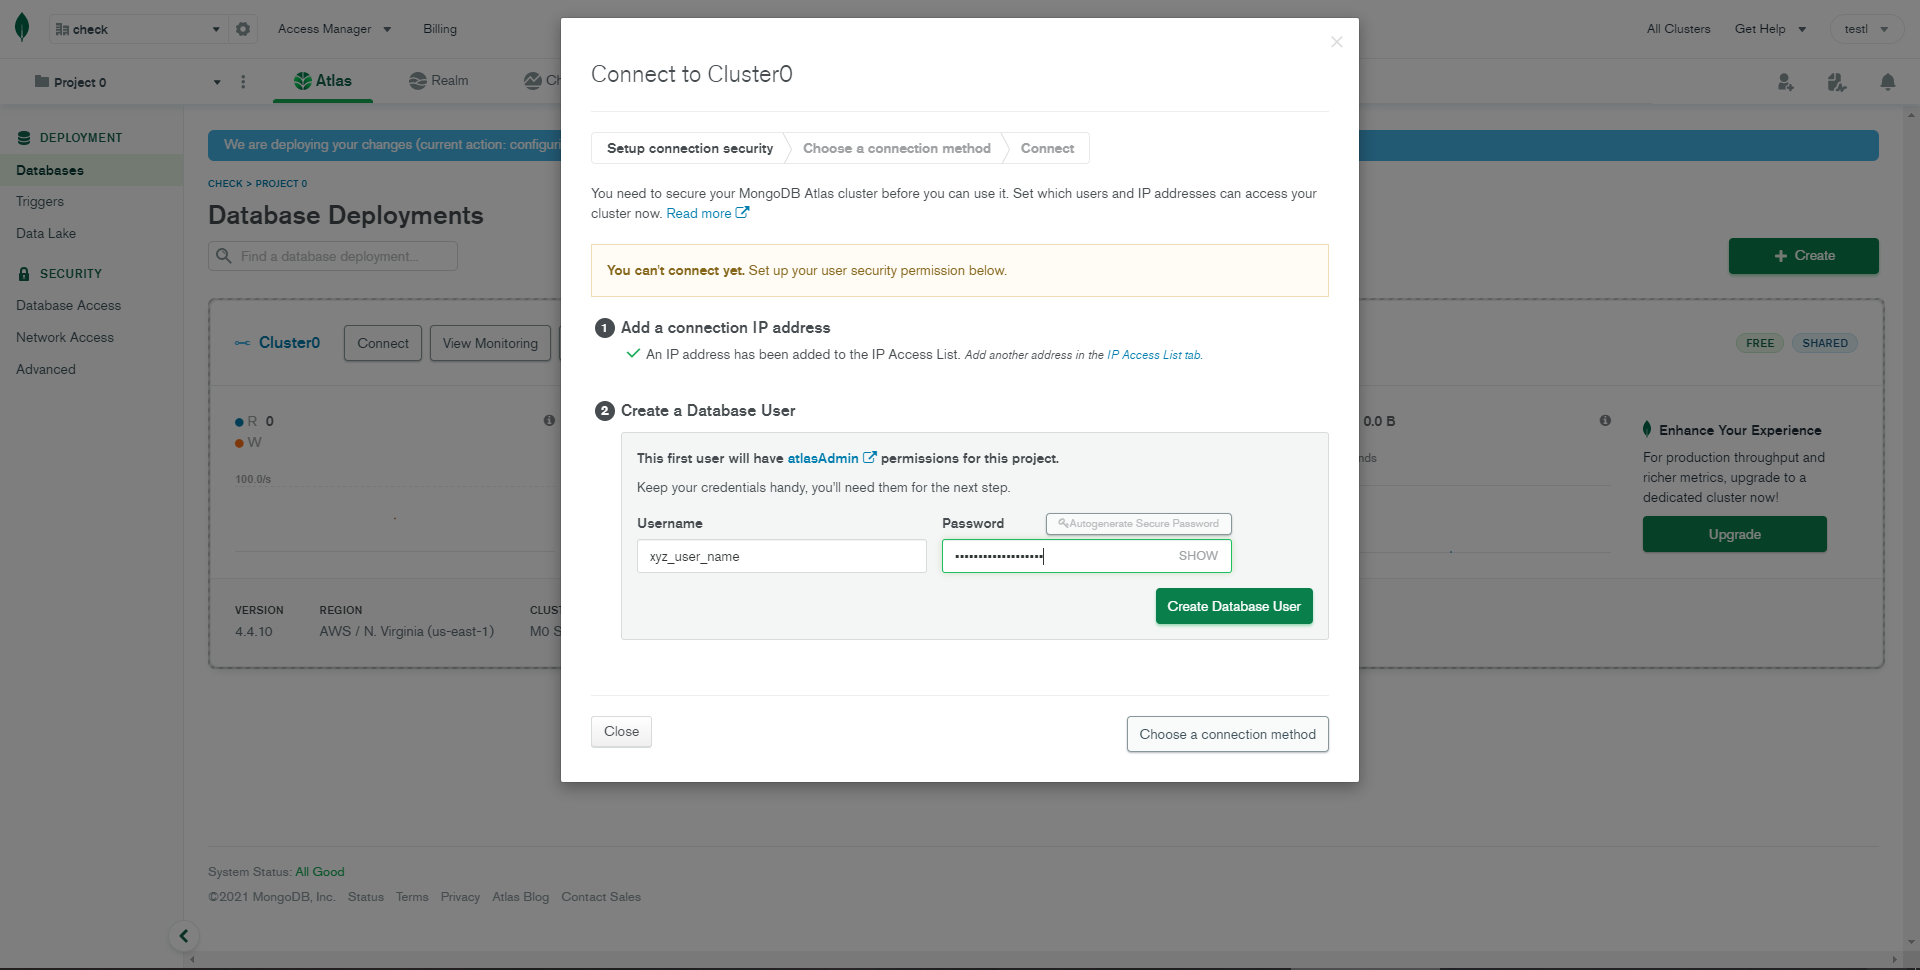 check
Access Manager
Billing
All Clusters
Get Help
testl
Project 0
Atlas
Realm
Ch
DEPLOYMENT
Databases
Triggers
Data Lake
SECURITY
Database Access
Network Access
Advanced
We are deploying your changes (current action: configuri
CHECK > PROJECT 0
Database Deployments
Find a database deployment...
+ Create
Cluster0
Connect
View Monitoring
FREE
SHARED
R 0
W
100.0/s
0.0 B
nds
Enhance Your Experience
For production throughput and
richer metrics, upgrade to a
dedicated cluster now!
Upgrade
VERSION
4.4.10
REGION
AWS / N. Virginia (us-east-1)
CLUST
M0 S
Connect to Cluster0
Setup connection security
Choose a connection method
Connect
You need to secure your MongoDB Atlas cluster before you can use it. Set which users and IP addresses can access your
cluster now. Read more
You can't connect yet. Set up your user security permission below.
1 Add a connection IP address
An IP address has been added to the IP Access List. Add another address in the IP Access List tab.
2 Create a Database User
This first user will have atlasAdmin permissions for this project.
Keep your credentials handy, you'll need them for the next step.
Username
Password
Autogenerate Secure Password
xyz_user_name
SHOW
Create Database User
Close
Choose a connection method
System Status: All Good
©2021 MongoDB, Inc. Status Terms Privacy Atlas Blog Contact Sales